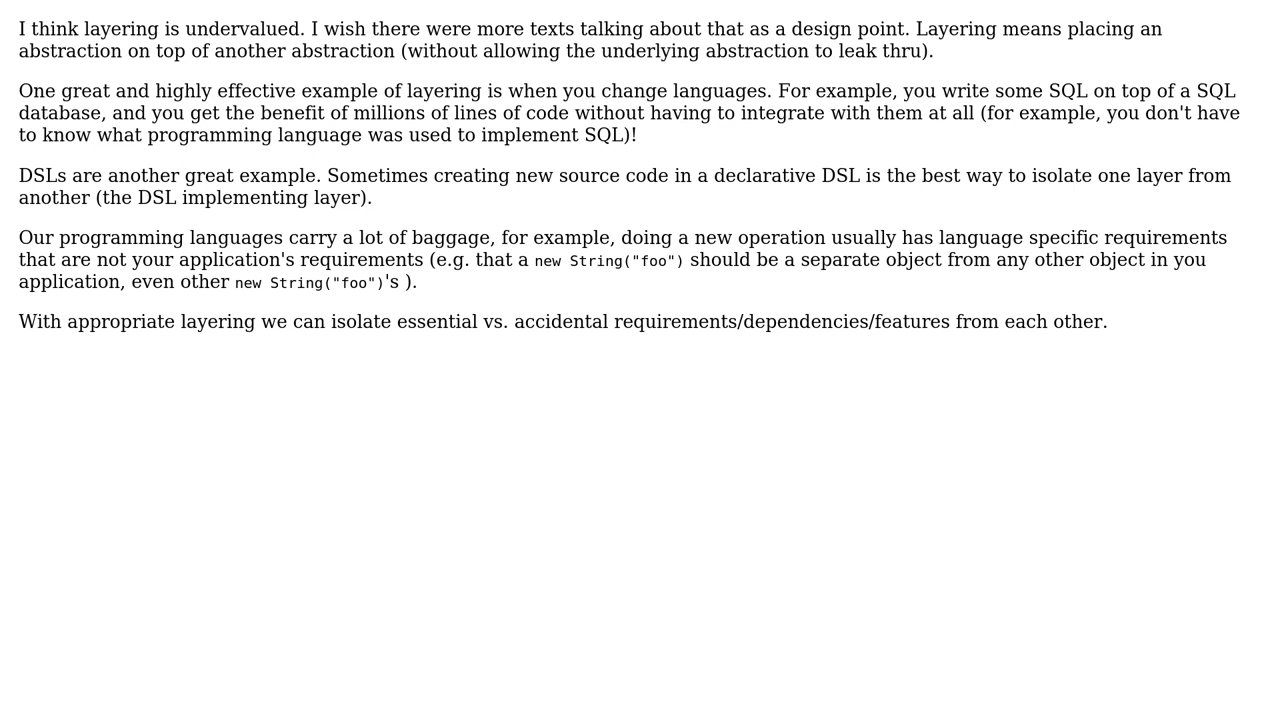 I think layering is undervalued. I wish there were more texts talking about that as a design point. Layering means placing an
abstraction on top of another abstraction (without allowing the underlying abstraction to leak thru).
One great and highly effective example of layering is when you change languages. For example, you write some SQL on top of a SQL
database, and you get the benefit of millions of lines of code without having to integrate with them at all (for example, you don't have
to know what programming language was used to implement SQL)!
DSLs are another great example. Sometimes creating new source code in a declarative DSL is the best way to isolate one layer from
another (the DSL implementing layer).
Our programming languages carry a lot of baggage, for example, doing a new operation usually has language specific requirements
that are not your application's requirements (e.g. that a new String("foo") should be a separate object from any other object in you
application, even other new String("foo")'s ).
With appropriate layering we can isolate essential vs. accidental requirements/dependencies/features from each other.